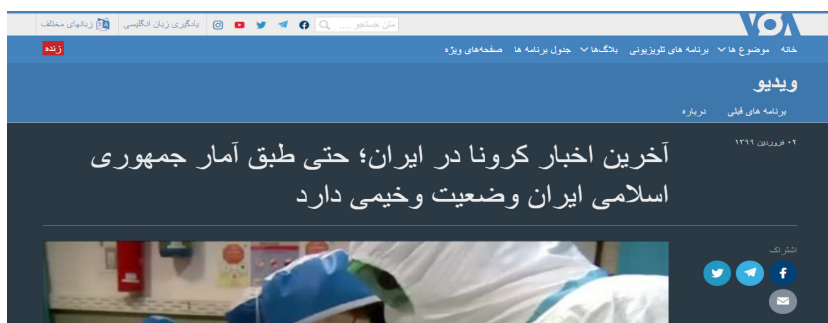 VOA
متن جستجو .....
یادگیری زبان انگلیسی
زبانهای مختلف
خانه موضوع ها برنامه های تلویزیونی بلاگ‌ها جدول برنامه ها صفحه‌های ویژه
زنده
ویدیو
برنامه های قبلی درباره
۰۲ فروردین ۱۳۹۹
آخرین اخبار کرونا در ایران؛ حتی طبق آمار جمهوری
اسلامی ایران وضعیت وخیمی دارد
اشتراک